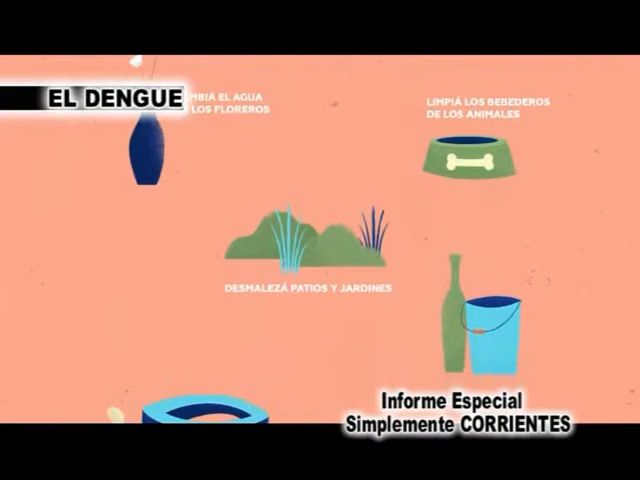 EL DENGUE
MBIÁ EL AGUA
LOS FLOREROS
LIMPIÁ LOS BEBEDEROS
DE LOS ANIMALES
DESMALEZÁ PATIOS Y JARDINES
Informe Especial
Simplemente CORRIENTES